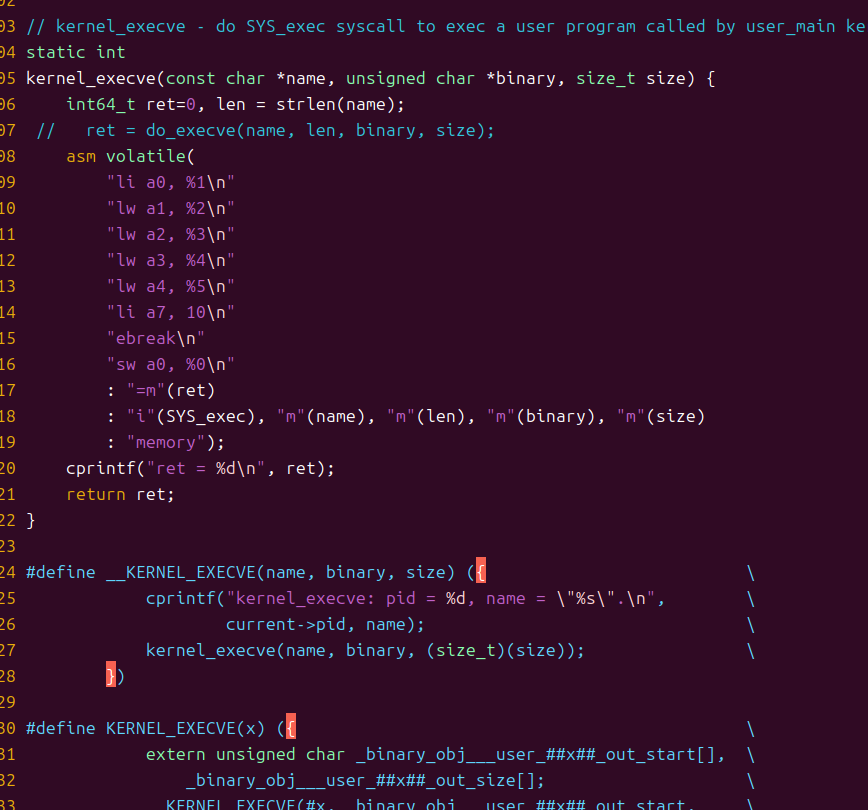 02
03 // kernel_execve - do SYS_exec syscall to exec a user program called by user_main ke
04 static int
05 kernel_execve(const char *name, unsigned char *binary, size_t size) {
06     int64_t ret=0, len = strlen(name);
07  //   ret = do_execve(name, len, binary, size);
08     asm volatile(
09         "li a0, %1\n"
10         "lw a1, %2\n"
11         "lw a2, %3\n"
12         "lw a3, %4\n"
13         "lw a4, %5\n"
14         "li a7, 10\n"
15         "ebreak\n"
16         "sw a0, %0\n"
17         : "=m"(ret)
18         : "i"(SYS_exec), "m"(name), "m"(len), "m"(binary), "m"(size)
19         : "memory");
20     cprintf("ret = %d\n", ret);
21     return ret;
22 }
23
24 #define __KERNEL_EXECVE(name, binary, size) ({                          \
25             cprintf("kernel_execve: pid = %d, name = \"%s\".\n",        \
26                     current->pid, name);                                \
27             kernel_execve(name, binary, (size_t)(size));                \
28         })
29
30 #define KERNEL_EXECVE(x) ({                                             \
31             extern unsigned char _binary_obj___user_##x##_out_start[],  \
32                 _binary_obj___user_##x##_out_size[];                    \
33             __KERNEL_EXECVE(#x, _binary_obj___user_##x##_out_start,     \